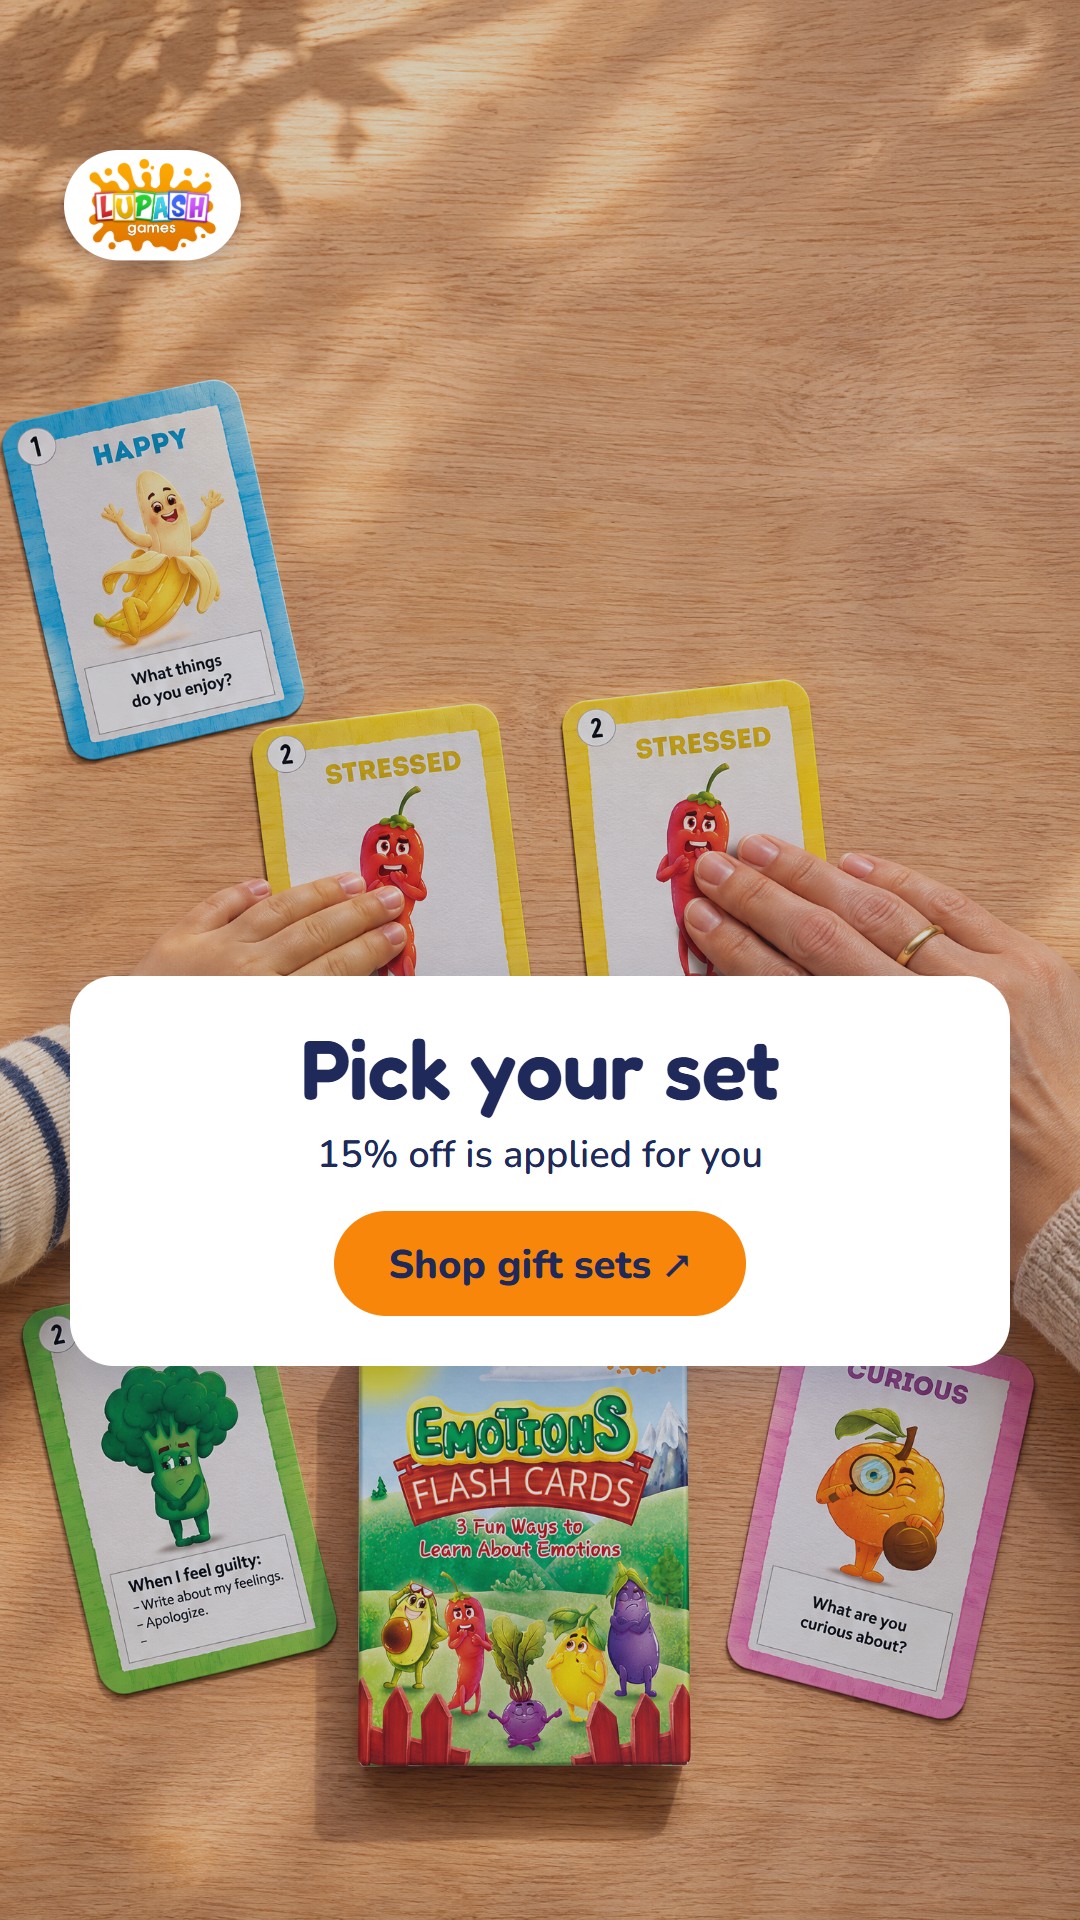 LUPASH
games
1
HAPPY
What things
do you enjoy?
2
STRESSED
2
STRESSED
Pick your set
15% off is applied for you
Shop gift sets ↗
2
When I feel guilty:
– Write about my feelings.
– Apologize.
–
EMOTIONS
FLASH CARDS
3 Fun Ways to
Learn About Emotions
CURIOUS
What are you
curious about?